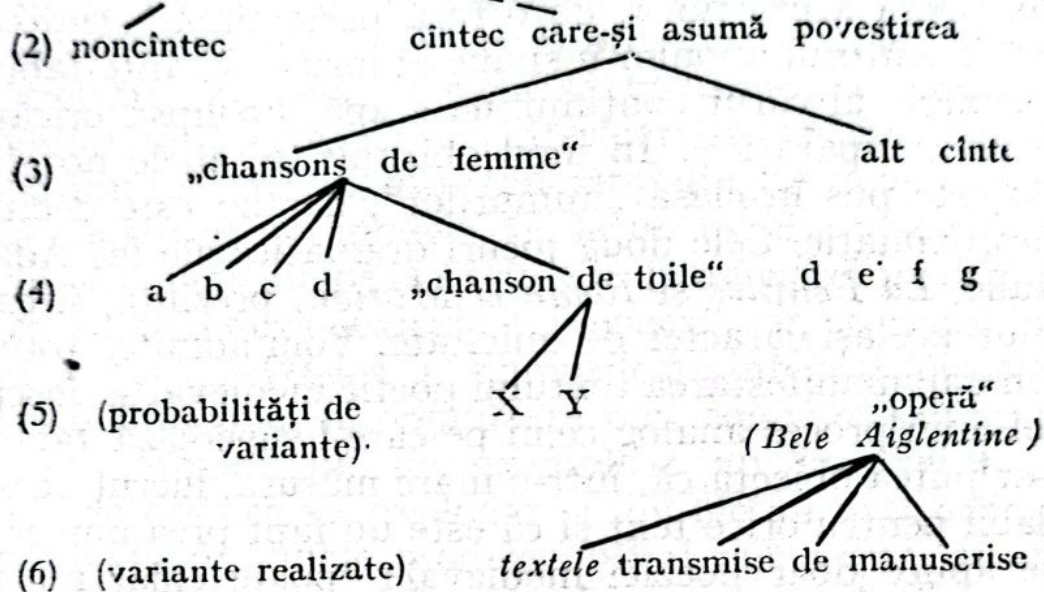 (2) noncîntec cîntec care-și asumă povestirea
(3) „chansons de femme“ alt cînte
(4) a b c d „chanson de toile“ d e f g
(5) (probabilități de X Y „operă“
variante) (Bele Aiglentine)
(6) (variante realizate) textele transmise de manuscrise